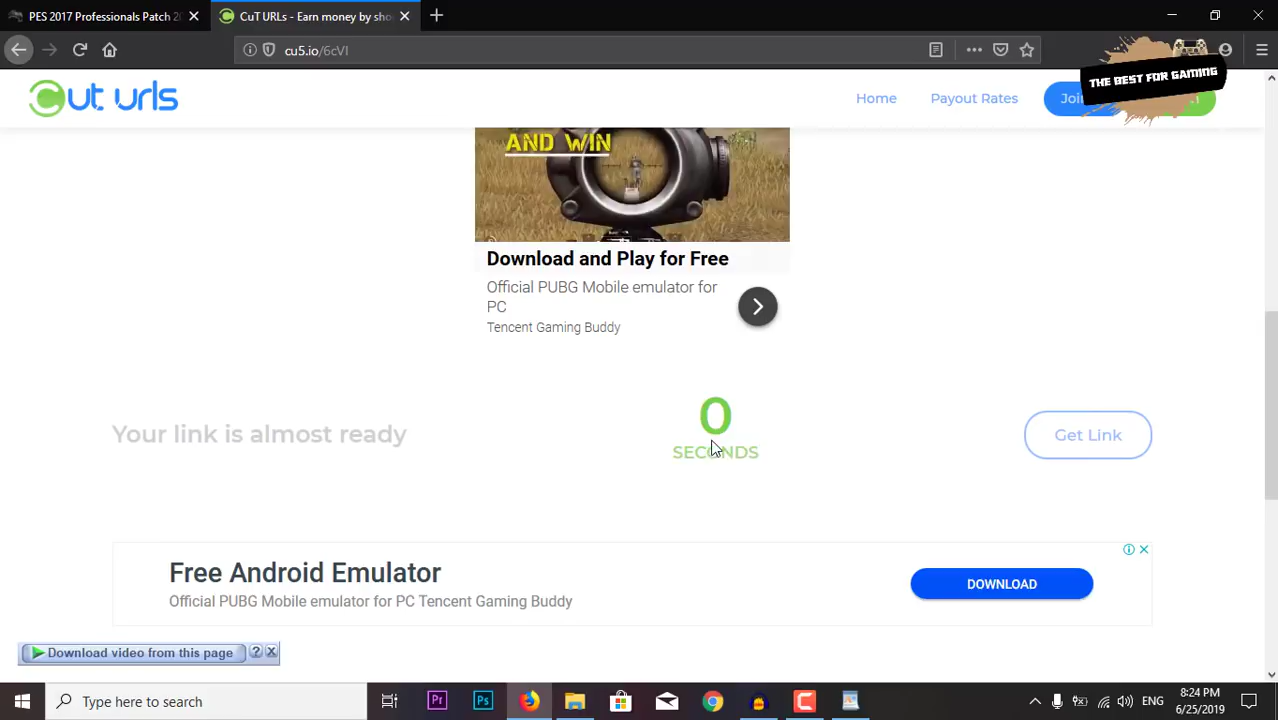 PES 2017 Professionals Patch 2
CuT URLs - Earn money by sho
cu5.io/6cVI
THE BEST FOR GAMING
Cut urls
Home
Payout Rates
AND WIN
Download and Play for Free
Official PUBG Mobile emulator for
PC
Tencent Gaming Buddy
Your link is almost ready
0
SECONDS
Get Link
Free Android Emulator
Official PUBG Mobile emulator for PC Tencent Gaming Buddy
DOWNLOAD
Download video from this page
?
Type here to search
Pr
Ps
ENG
8:24 PM
6/25/2019